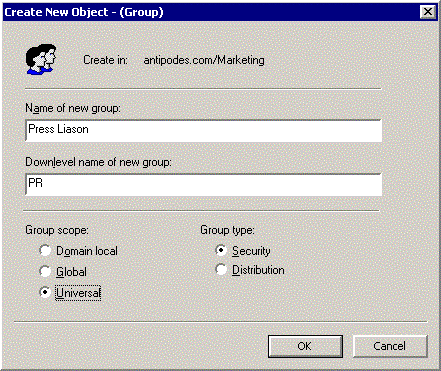 Create New Object - (Group)
Create in: antipodes.com/Marketing
Name of new group:
Press Liason
Downlevel name of new group:
PR
Group scope: Group type:
Domain local Security
Global Distribution
Universal
OK Cancel